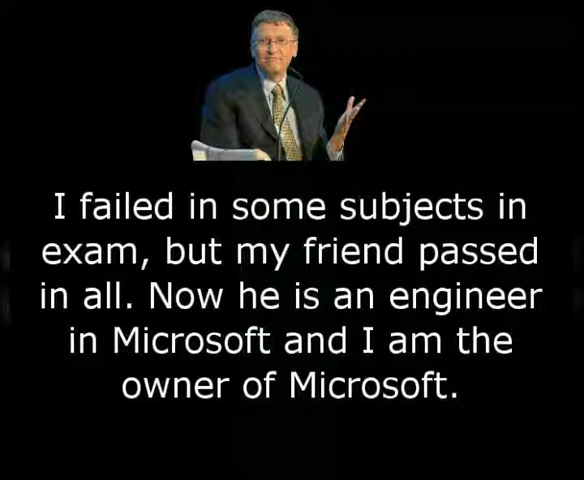 I failed in some subjects in
exam, but my friend passed
in all. Now he is an engineer
in Microsoft and I am the
owner of Microsoft.